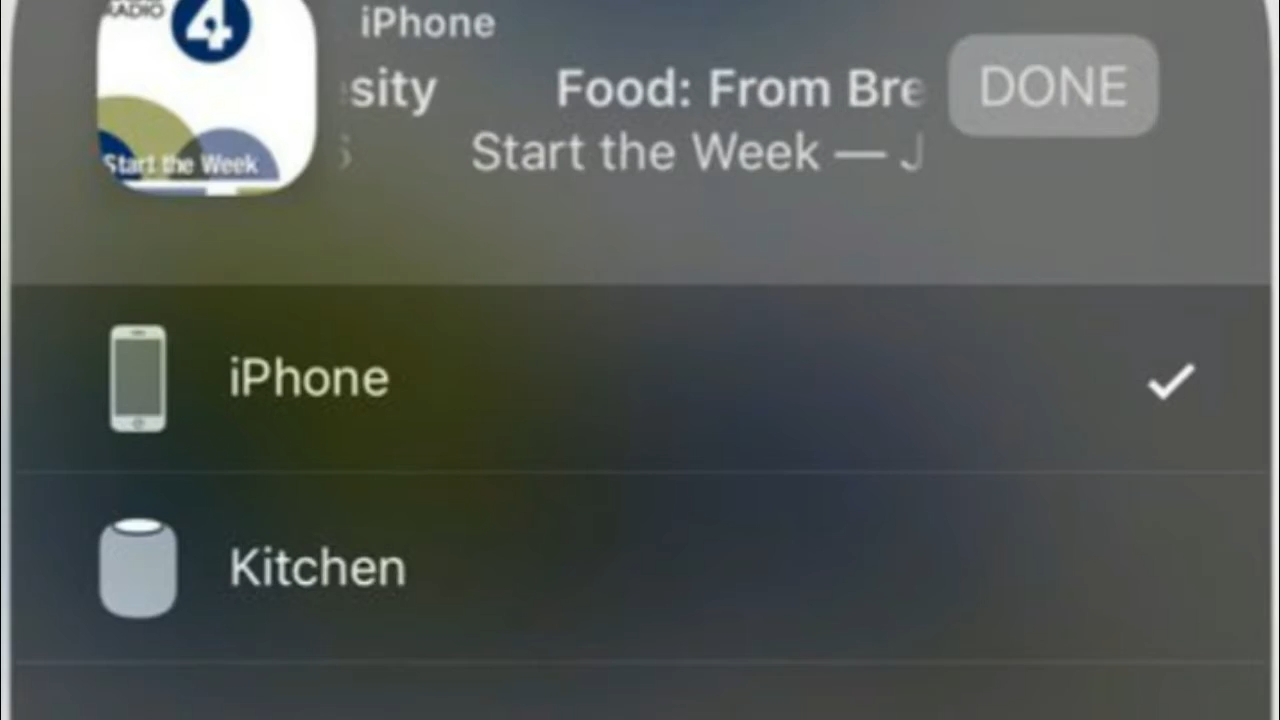 RADIO
4
Start the Week
iPhone
sity Food: From Bre
Start the Week — J
DONE
iPhone
Kitchen